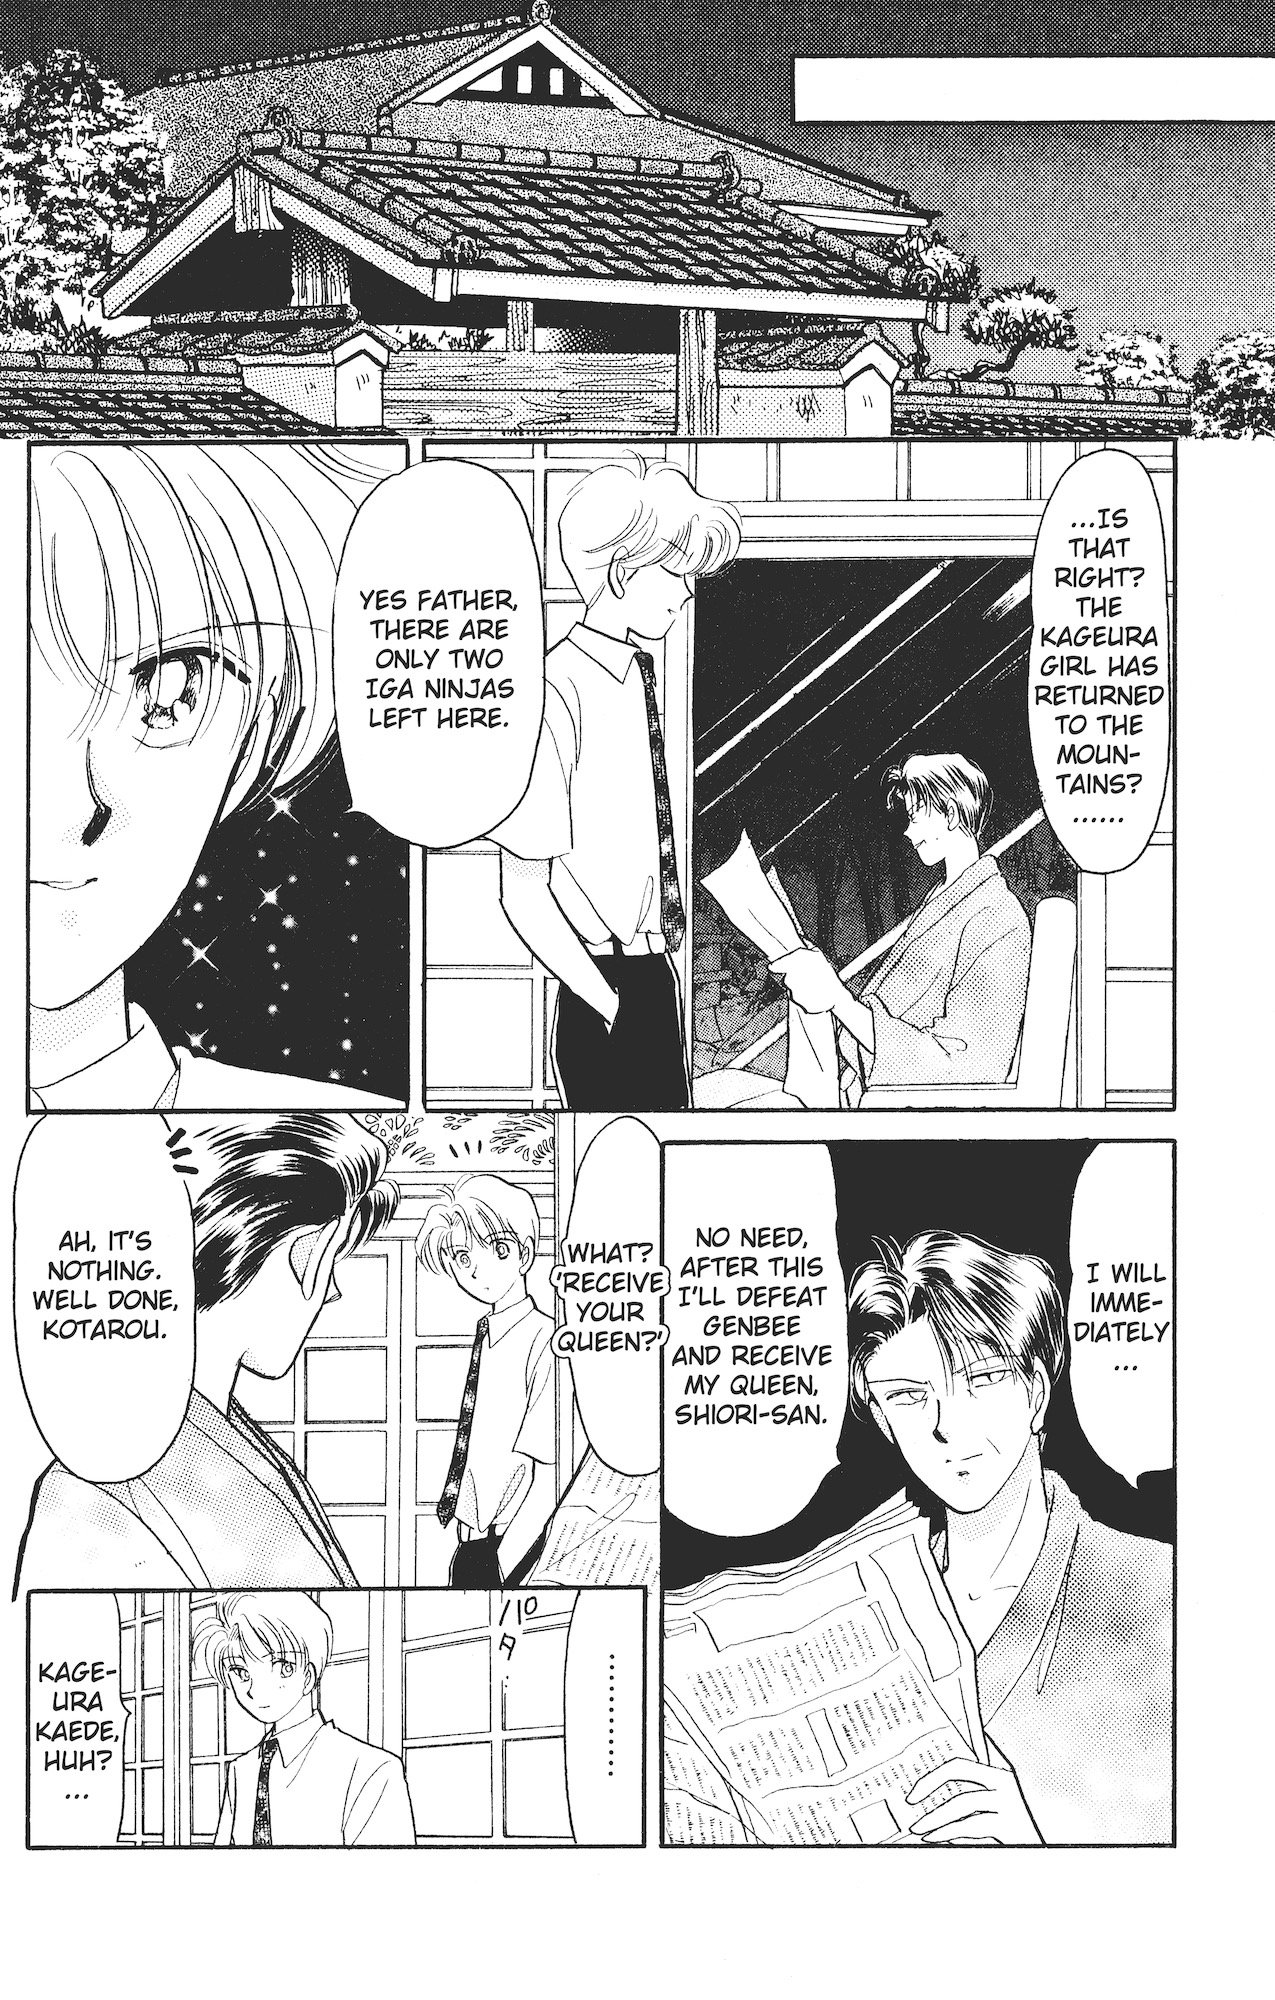 ...IS
THAT
RIGHT?
THE
KAGEURA
GIRL HAS
RETURNED
TO THE
MOUN-
TAINS?
......
YES FATHER,
THERE ARE
ONLY TWO
IGA NINJAS
LEFT HERE.
I WILL
IMME-
DIATELY
...
NO NEED,
AFTER THIS
I'LL DEFEAT
GENBEE
AND RECEIVE
MY QUEEN,
SHIORI-SAN.
WHAT?
'RECEIVE
YOUR
QUEEN?'
AH, IT'S
NOTHING.
WELL DONE,
KOTAROU.
.........
パタ
KAGE-
URA
KAEDE,
HUH?
...